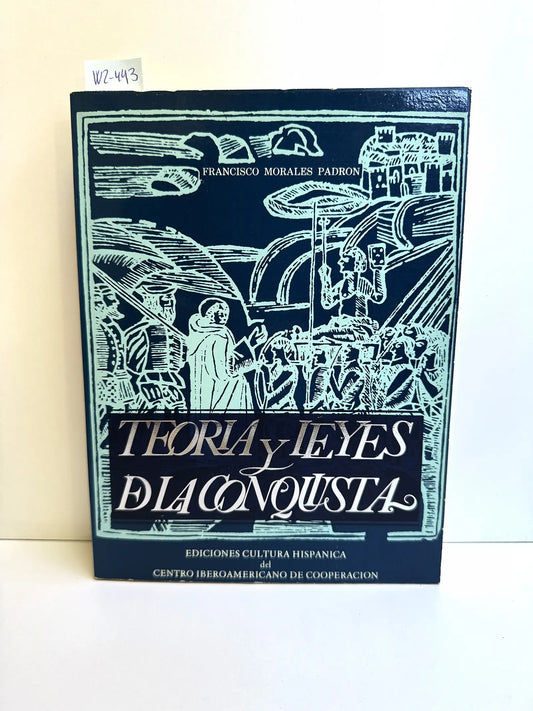 W2-443
FRANCISCO MORALES PADRON
TEORIA y LEYES
DE LA CONQUISTA
EDICIONES CULTURA HISPANICA
del
CENTRO IBEROAMERICANO DE COOPERACION